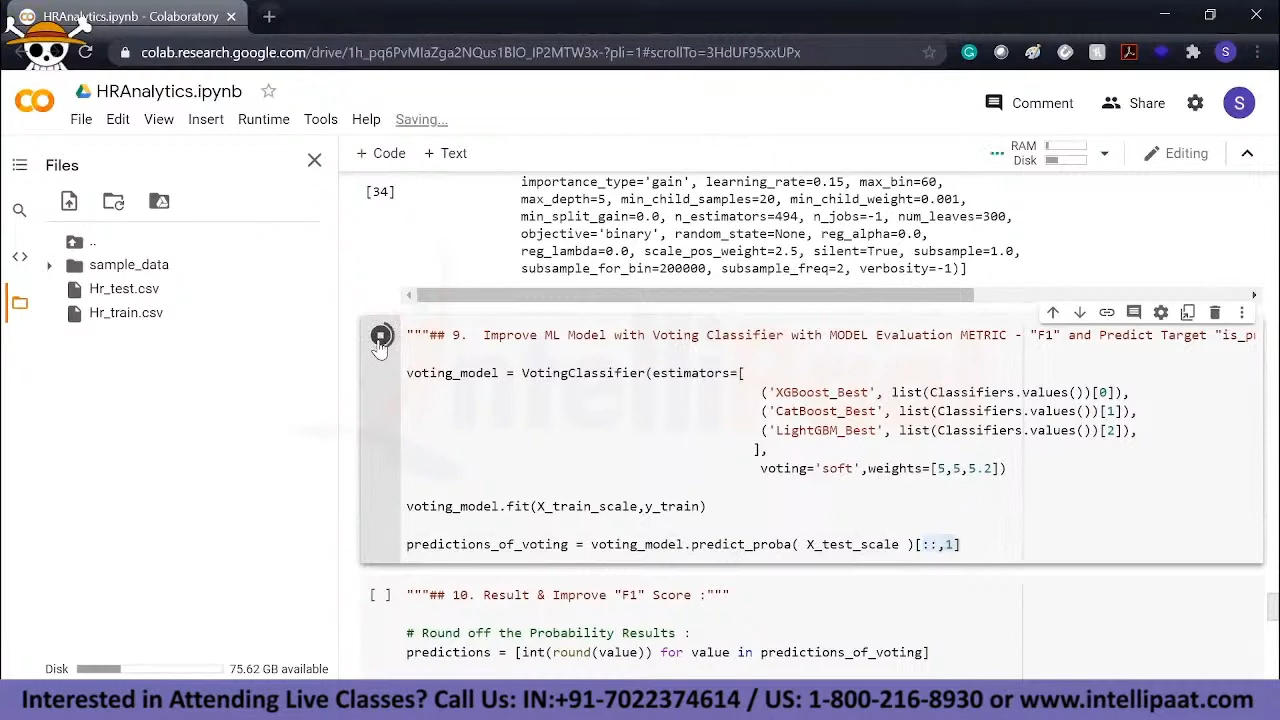 HRAnalytics.ipynb - Colaboratory
colab.research.google.com/drive/1h_pq6PvMIaZga2NQus1BlO_IP2MTW3x-?pli=1#scrollTo=3HdUP95xxUPx
HRAnalytics.ipynb
File Edit View Insert Runtime Tools Help Saving...
Comment Share S
Files
+ Code + Text
RAM
Disk
Editing
..
sample_data
Hr_test.csv
Hr_train.csv
[34]
importance_type='gain', learning_rate=0.15, max_bin=60,
max_depth=5, min_child_samples=20, min_child_weight=0.001,
min_split_gain=0.0, n_estimators=494, n_jobs=-1, num_leaves=300,
objective='binary', random_state=None, reg_alpha=0.0,
reg_lambda=0.0, scale_pos_weight=2.5, silent=True, subsample=1.0,
subsample_for_bin=200000, subsample_freq=2, verbosity=-1)]
"""## 9. Improve ML Model with Voting Classifier with MODEL Evaluation METRIC - "F1" and Predict Target "is_pr
voting_model = VotingClassifier(estimators=[
('XGBoost_Best', list(Classifiers.values())[0]),
('CatBoost_Best', list(Classifiers.values())[1]),
('LightGBM_Best', list(Classifiers.values())[2]),
],
voting='soft',weights=[5,5,5.2])
voting_model.fit(X_train_scale,y_train)
predictions_of_voting = voting_model.predict_proba( X_test_scale )[::,1]
[ ] """## 10. Result & Improve "F1" Score :"""
# Round off the Probability Results :
predictions = [int(round(value)) for value in predictions_of_voting]
Disk 75.62 GB available
Interested in Attending Live Classes? Call Us: IN:+91-7022374614 / US: 1-800-216-8930 or www.intellipaat.com